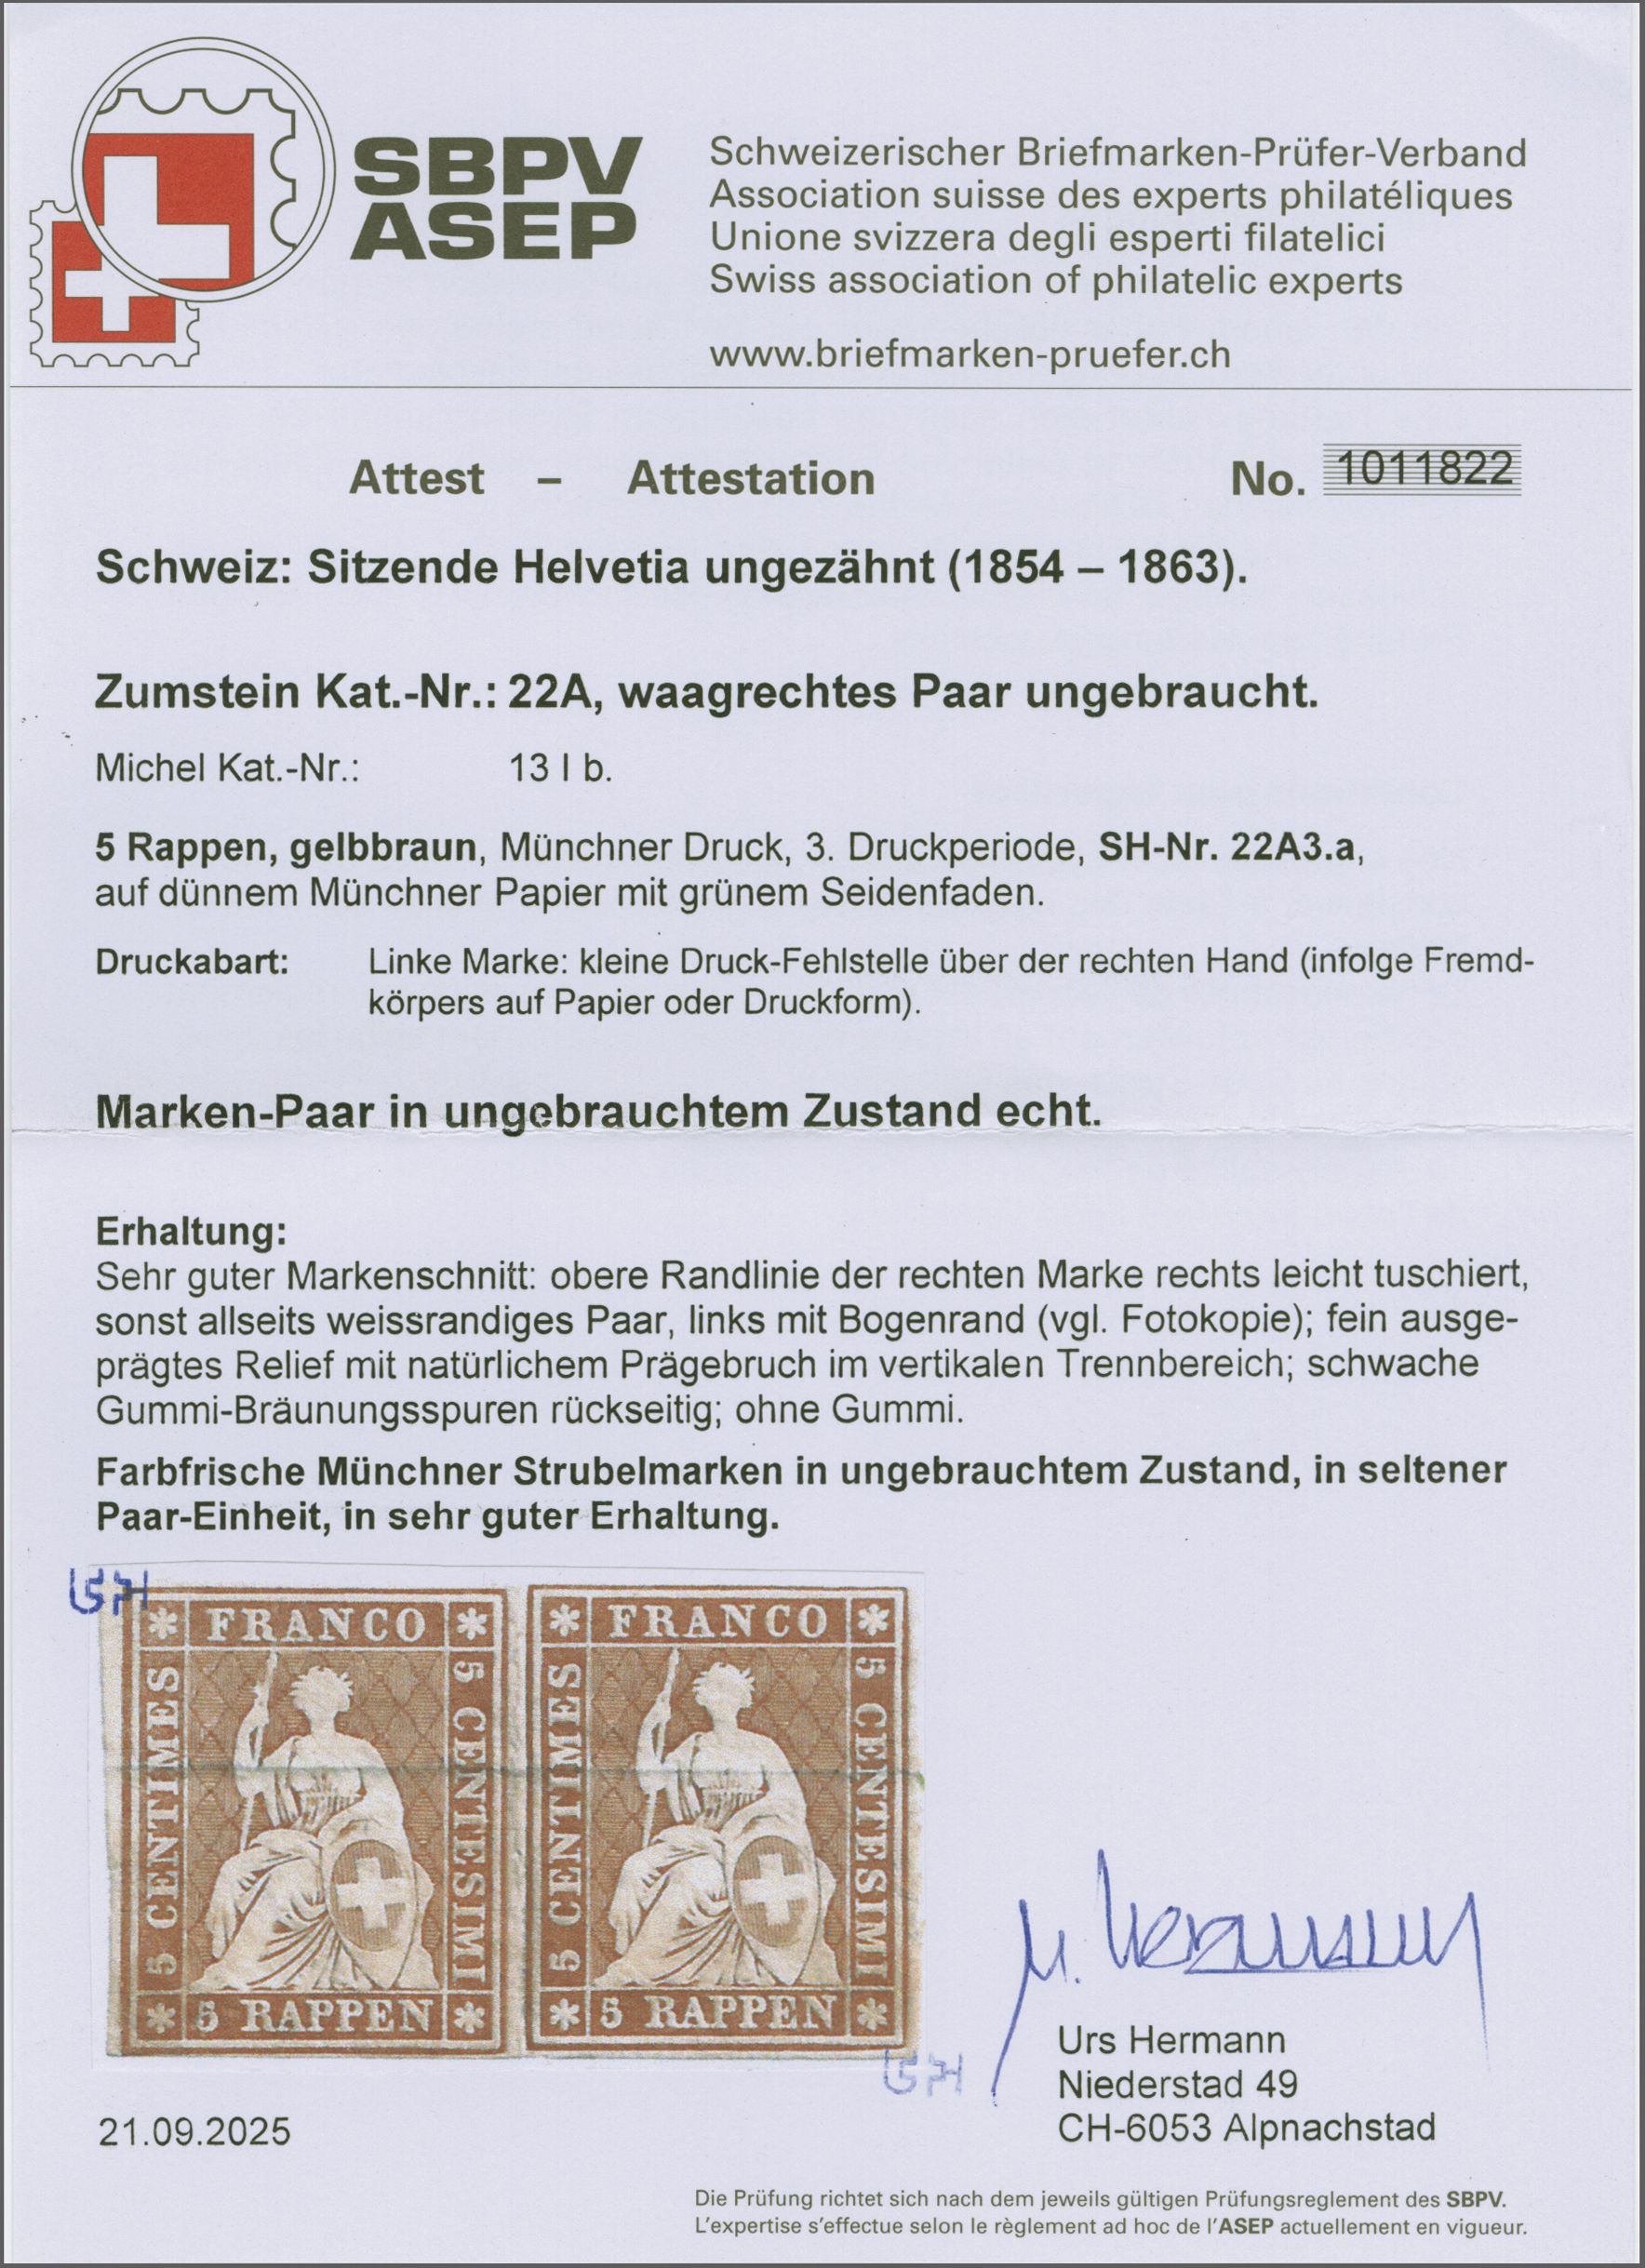 SBPV
ASEP
Schweizerischer Briefmarken-Prüfer-Verband
Association suisse des experts philatéliques
Unione svizzera degli esperti filatelici
Swiss association of philatelic experts
www.briefmarken-pruefer.ch
Attest – Attestation No. 1011822
Schweiz: Sitzende Helvetia ungezähnt (1854 – 1863).
Zumstein Kat.-Nr.: 22A, waagrechtes Paar ungebraucht.
Michel Kat.-Nr.: 13 I b.
5 Rappen, gelbbraun, Münchner Druck, 3. Druckperiode, SH-Nr. 22A3.a,
auf dünnem Münchner Papier mit grünem Seidenfaden.
Druckabart: Linke Marke: kleine Druck-Fehlstelle über der rechten Hand (infolge Fremd-
körpers auf Papier oder Druckform).
Marken-Paar in ungebrauchtem Zustand echt.
Erhaltung:
Sehr guter Markenschnitt: obere Randlinie der rechten Marke rechts leicht tuschiert,
sonst allseits weissrandiges Paar, links mit Bogenrand (vgl. Fotokopie); fein ausge-
prägtes Relief mit natürlichem Prägebruch im vertikalen Trennbereich; schwache
Gummi-Bräunungsspuren rückseitig; ohne Gummi.
Farbfrische Münchner Strubelmarken in ungebrauchtem Zustand, in seltener
Paar-Einheit, in sehr guter Erhaltung.
FRANCO
5 CENTIMES
5 CENTESIMI
5 RAPPEN
FRANCO
5 CENTIMES
5 CENTESIMI
5 RAPPEN
Urs Hermann
Niederstad 49
CH-6053 Alpnachstad
21.09.2025
Die Prüfung richtet sich nach dem jeweils gültigen Prüfungsreglement des SBPV.
L'expertise s'effectue selon le règlement ad hoc de l'ASEP actuellement en vigueur.